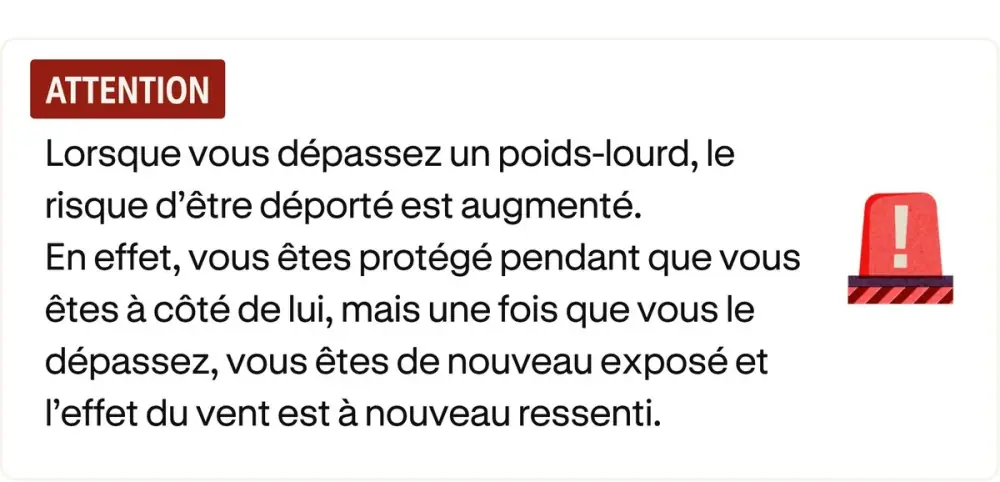 ATTENTION
Lorsque vous dépassez un poids-lourd, le
risque d’être déporté est augmenté.
En effet, vous êtes protégé pendant que vous
êtes à côté de lui, mais une fois que vous le
dépassez, vous êtes de nouveau exposé et
l’effet du vent est à nouveau ressenti.